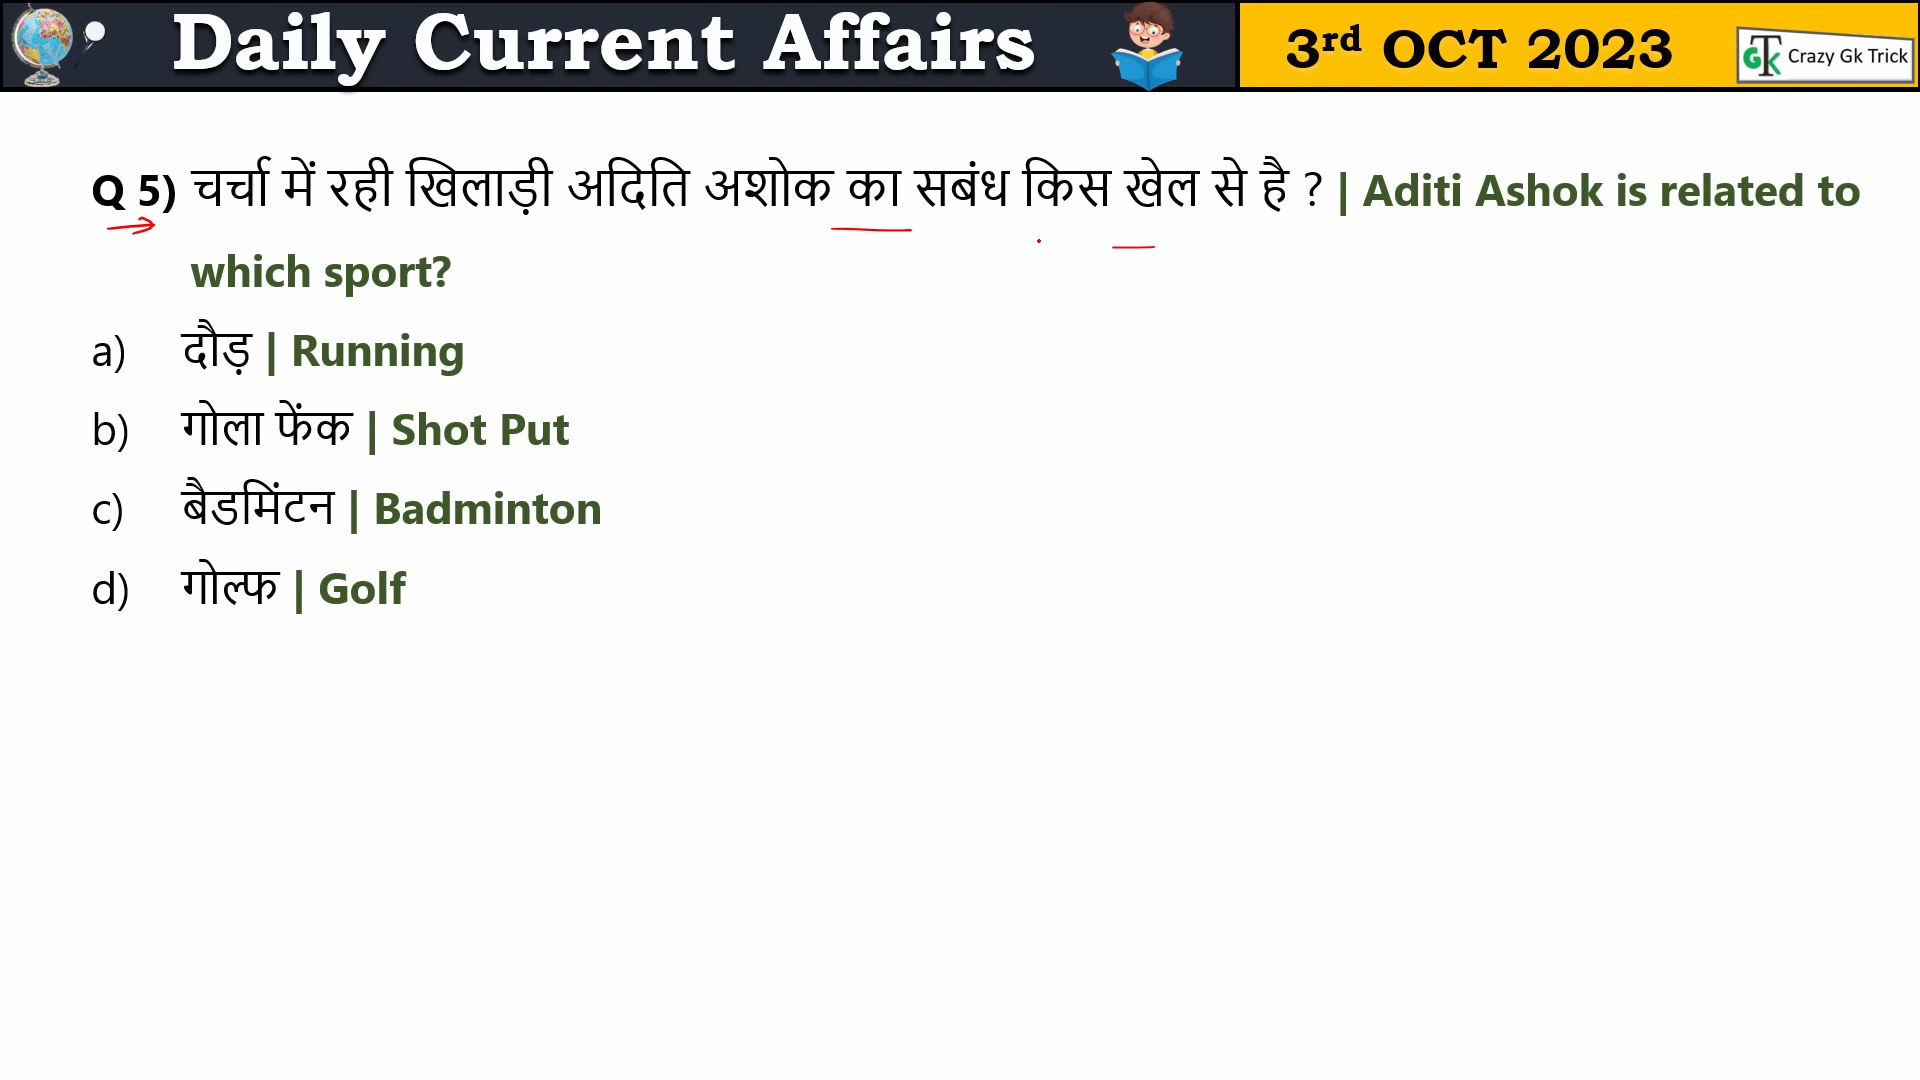 Daily Current Affairs
3rd OCT 2023
GTK Crazy Gk Trick
Q 5) चर्चा में रही खिलाड़ी अदिति अशोक का सबंध किस खेल से है ? | Aditi Ashok is related to
which sport?
a) दौड़ | Running
b) गोला फेंक | Shot Put
c) बैडमिंटन | Badminton
d) गोल्फ | Golf